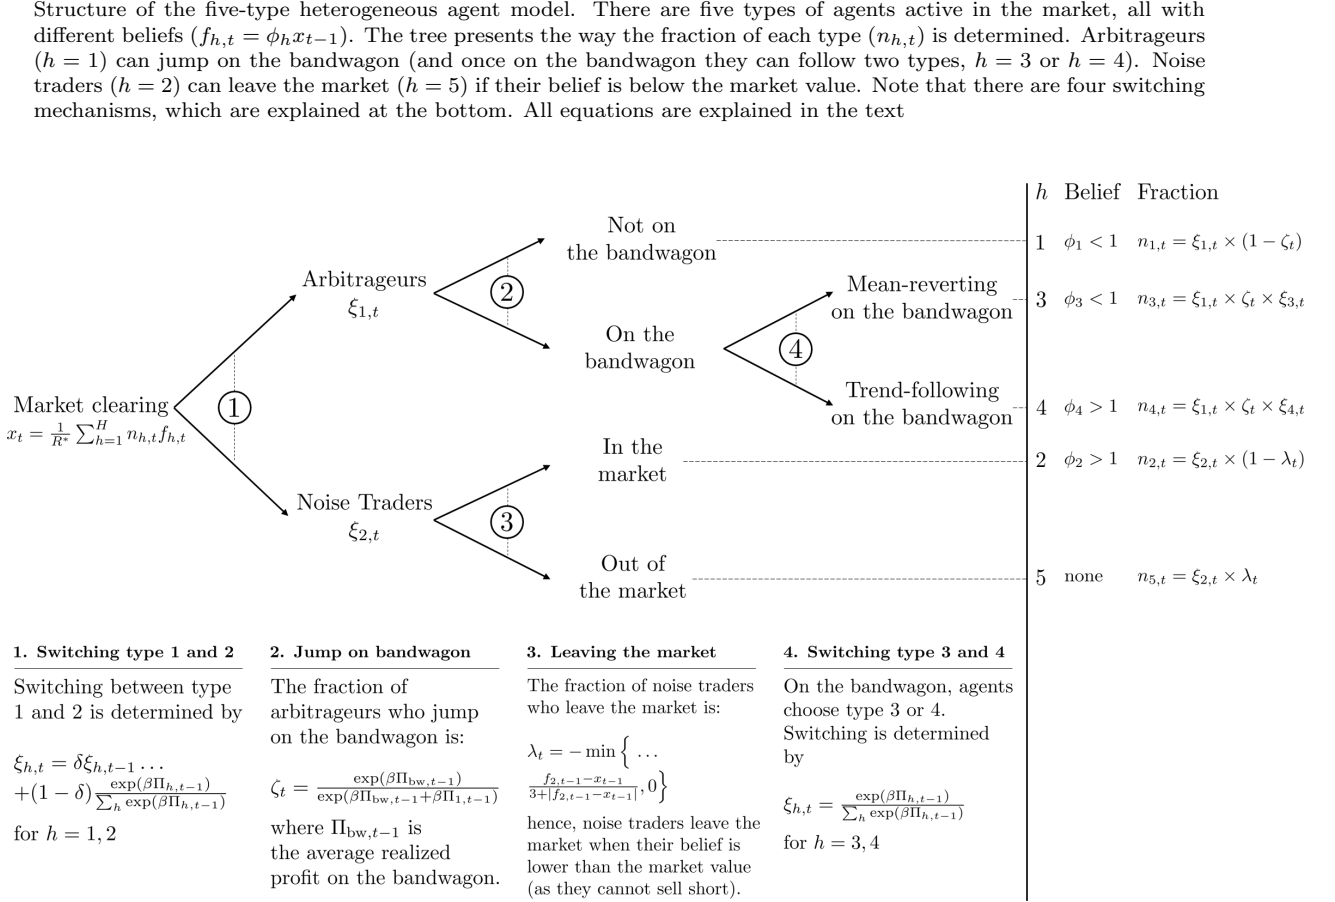 Structure of the five-type heterogeneous agent model. There are five types of agents active in the market, all with
different beliefs (f_{h,t} = ϕ_h x_{t−1}). The tree presents the way the fraction of each type (n_{h,t}) is determined. Arbitrageurs
(h = 1) can jump on the bandwagon (and once on the bandwagon they can follow two types, h = 3 or h = 4). Noise
traders (h = 2) can leave the market (h = 5) if their belief is below the market value. Note that there are four switching
mechanisms, which are explained at the bottom. All equations are explained in the text
h Belief Fraction
Not on
the bandwagon
1 ϕ_1 < 1 n_{1,t} = ξ_{1,t} × (1 − ζ_t)
Arbitrageurs
ξ_{1,t}
2
Mean-reverting
on the bandwagon
3 ϕ_3 < 1 n_{3,t} = ξ_{1,t} × ζ_t × ξ_{3,t}
On the
bandwagon
4
Trend-following
on the bandwagon
4 ϕ_4 > 1 n_{4,t} = ξ_{1,t} × ζ_t × ξ_{4,t}
Market clearing
x_t = \frac{1}{R^*} \sum_{h=1}^{H} n_{h,t} f_{h,t}
1
In the
market
2 ϕ_2 > 1 n_{2,t} = ξ_{2,t} × (1 − λ_t)
Noise Traders
ξ_{2,t}
3
Out of
the market
5 none n_{5,t} = ξ_{2,t} × λ_t
1. Switching type 1 and 2
Switching between type
1 and 2 is determined by
ξ_{h,t} = δξ_{h,t−1} …
+(1 − δ) \frac{exp(βΠ_{h,t−1})}{\sum_h exp(βΠ_{h,t−1})}
for h = 1, 2
2. Jump on bandwagon
The fraction of
arbitrageurs who jump
on the bandwagon is:
ζ_t = \frac{exp(βΠ_{bw,t−1})}{exp(βΠ_{bw,t−1}+βΠ_{1,t−1})}
where Π_{bw,t−1} is
the average realized
profit on the bandwagon.
3. Leaving the market
The fraction of noise traders
who leave the market is:
λ_t = − min { …
\frac{f_{2,t−1}−x_{t−1}}{3+|f_{2,t−1}−x_{t−1}|}, 0}
hence, noise traders leave the
market when their belief is
lower than the market value
(as they cannot sell short).
4. Switching type 3 and 4
On the bandwagon, agents
choose type 3 or 4.
Switching is determined
by
ξ_{h,t} = \frac{exp(βΠ_{h,t−1})}{\sum_h exp(βΠ_{h,t−1})}
for h = 3, 4